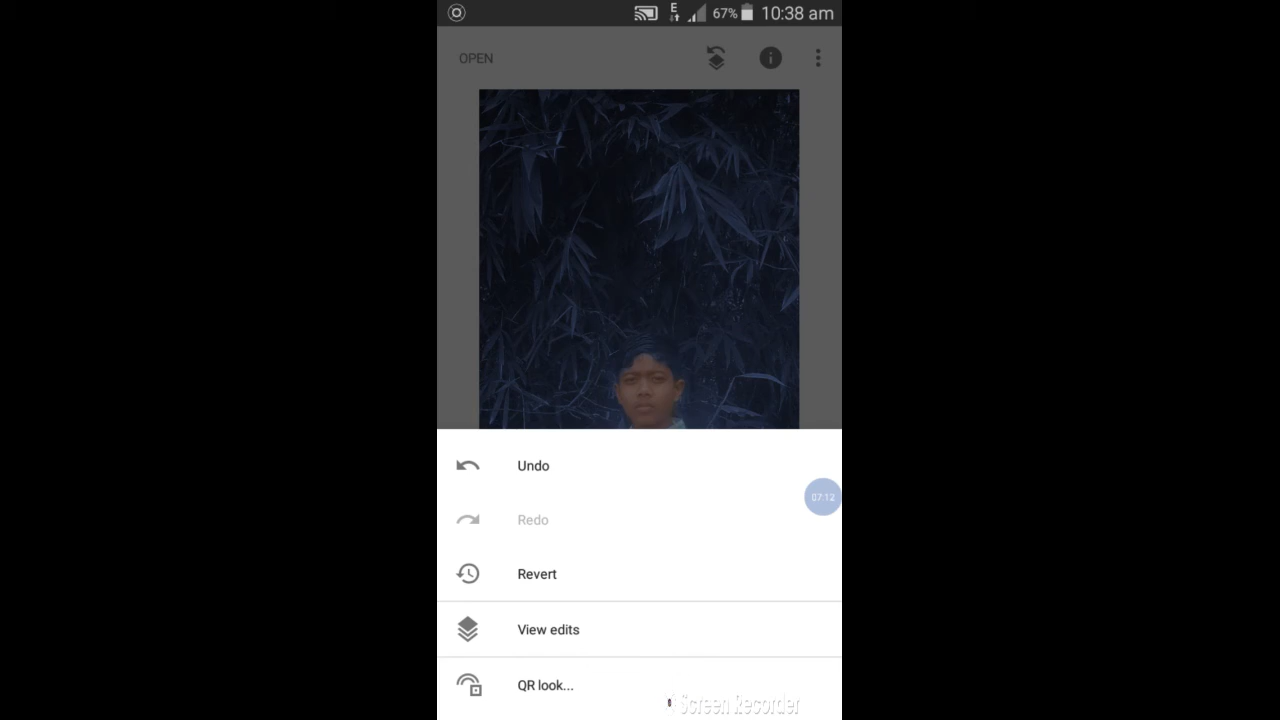 E 67% 10:38 am
OPEN
Undo
07:12
Redo
Revert
View edits
QR look...
Screen Recorder